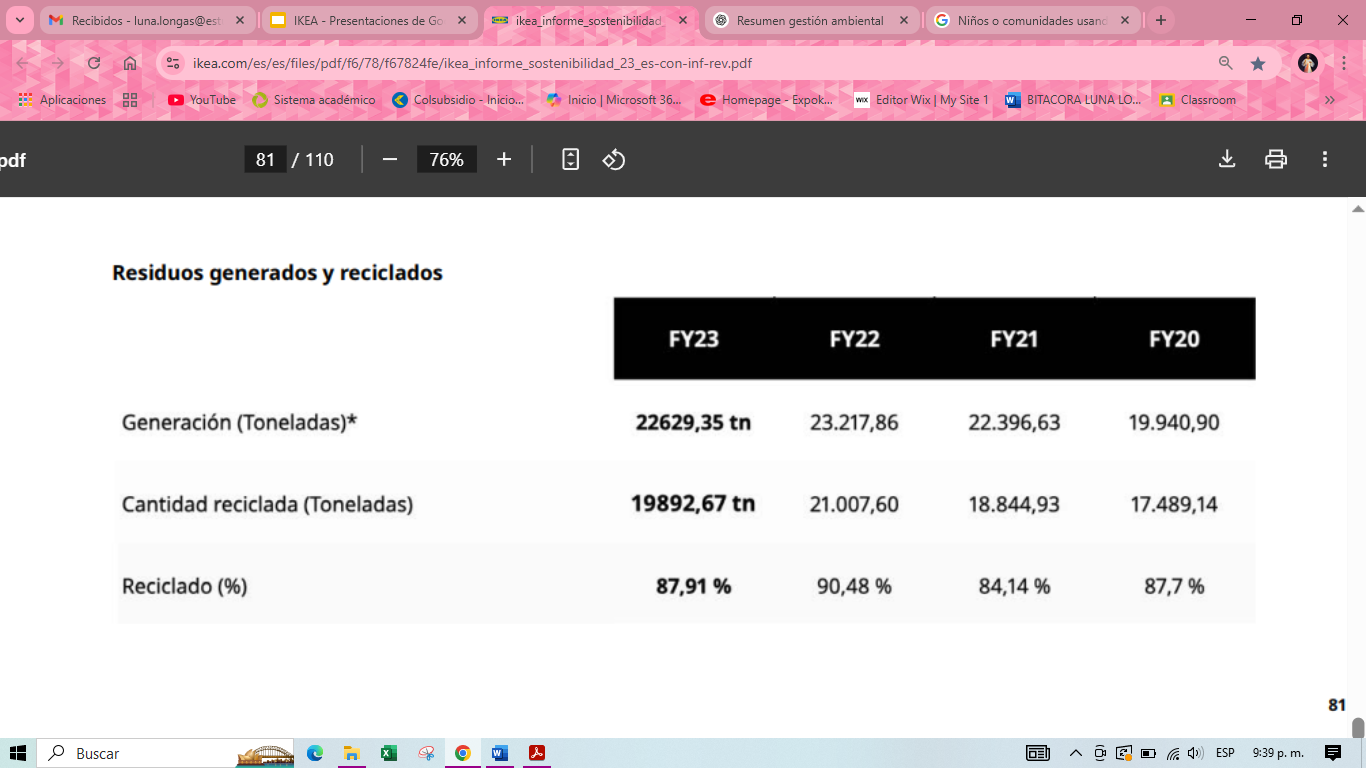 Recibidos - luna.longas@est
IKEA - Presentaciones de Go
ikea_informe_sostenibilidad_
Resumen gestión ambiental
Niños o comunidades usand
ikea.com/es/es/files/pdf/f6/78/f67824fe/ikea_informe_sostenibilidad_23_es-con-inf-rev.pdf
Aplicaciones
YouTube
Sistema académico
Colsubsidio - Inicio...
Inicio | Microsoft 36...
Homepage - Expok...
WIX Editor Wix | My Site 1
BITACORA LUNA LO...
Classroom
pdf
81 / 110
76%
Residuos generados y reciclados
FY23 FY22 FY21 FY20
Generación (Toneladas)* 22629,35 tn 23.217,86 22.396,63 19.940,90
Cantidad reciclada (Toneladas) 19892,67 tn 21.007,60 18.844,93 17.489,14
Reciclado (%) 87,91 % 90,48 % 84,14 % 87,7 %
81
Buscar
ESP
9:39 p. m.